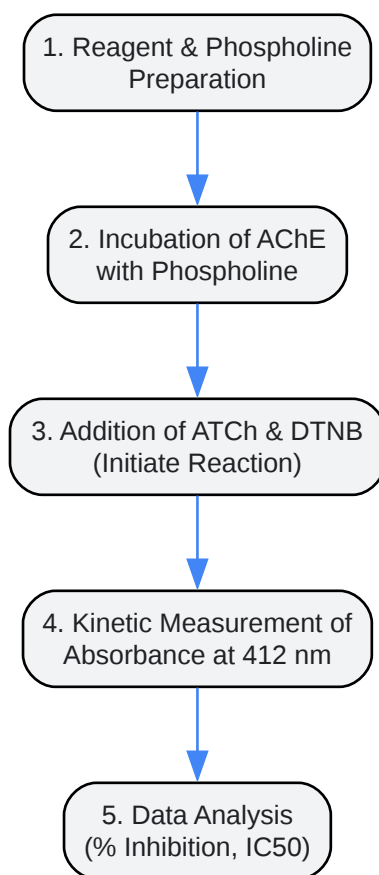 1. Reagent & Phospholine
Preparation
2. Incubation of AChE
with Phospholine
3. Addition of ATCh & DTNB
(Initiate Reaction)
4. Kinetic Measurement of
Absorbance at 412 nm
5. Data Analysis
(% Inhibition, IC50)